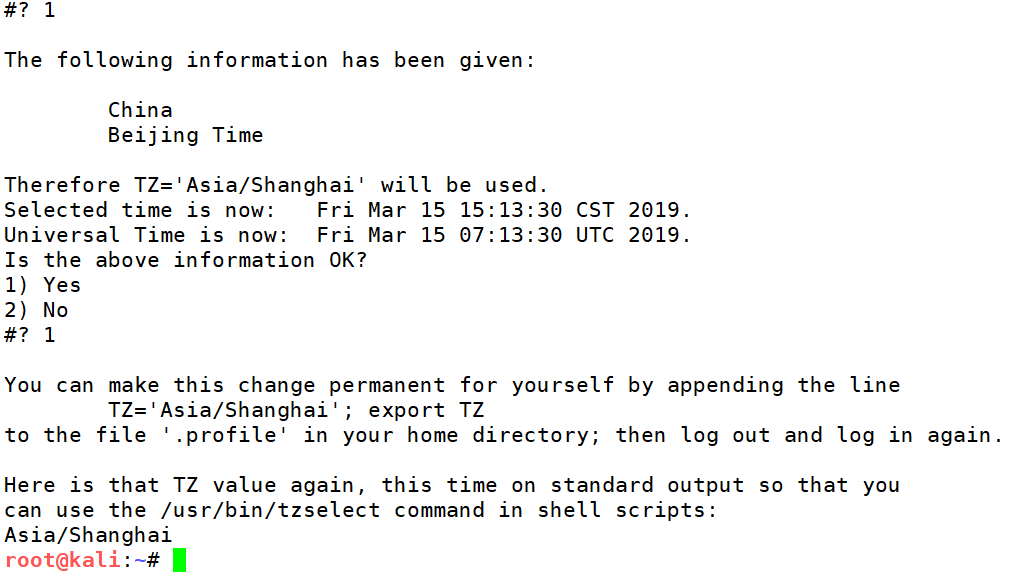 #? 1
The following information has been given:
China
Beijing Time
Therefore TZ='Asia/Shanghai' will be used.
Selected time is now:   Fri Mar 15 15:13:30 CST 2019.
Universal Time is now:  Fri Mar 15 07:13:30 UTC 2019.
Is the above information OK?
1) Yes
2) No
#? 1
You can make this change permanent for yourself by appending the line
TZ='Asia/Shanghai'; export TZ
to the file '.profile' in your home directory; then log out and log in again.
Here is that TZ value again, this time on standard output so that you
can use the /usr/bin/tzselect command in shell scripts:
Asia/Shanghai
root@kali:~#